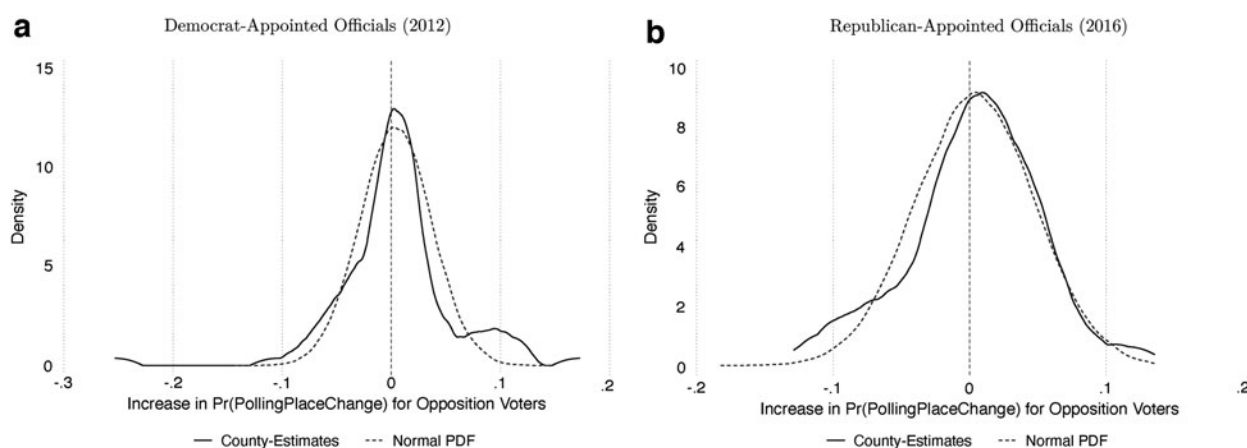 a
Democrat-Appointed Officials (2012)
15
10
5
0
Density
-.3
-.2
-.1
0
.1
.2
Increase in Pr(PollingPlaceChange) for Opposition Voters
County-Estimates
Normal PDF
b
Republican-Appointed Officials (2016)
10
8
6
4
2
0
Density
-.2
-.1
0
.1
.2
Increase in Pr(PollingPlaceChange) for Opposition Voters
County-Estimates
Normal PDF